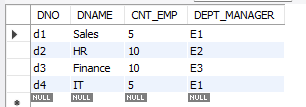 DNO DNAME CNT_EMP DEPT_MANAGER
d1 Sales 5 E1
d2 HR 10 E2
d3 Finance 10 E3
d4 IT 5 E1
NULL NULL NULL NULL